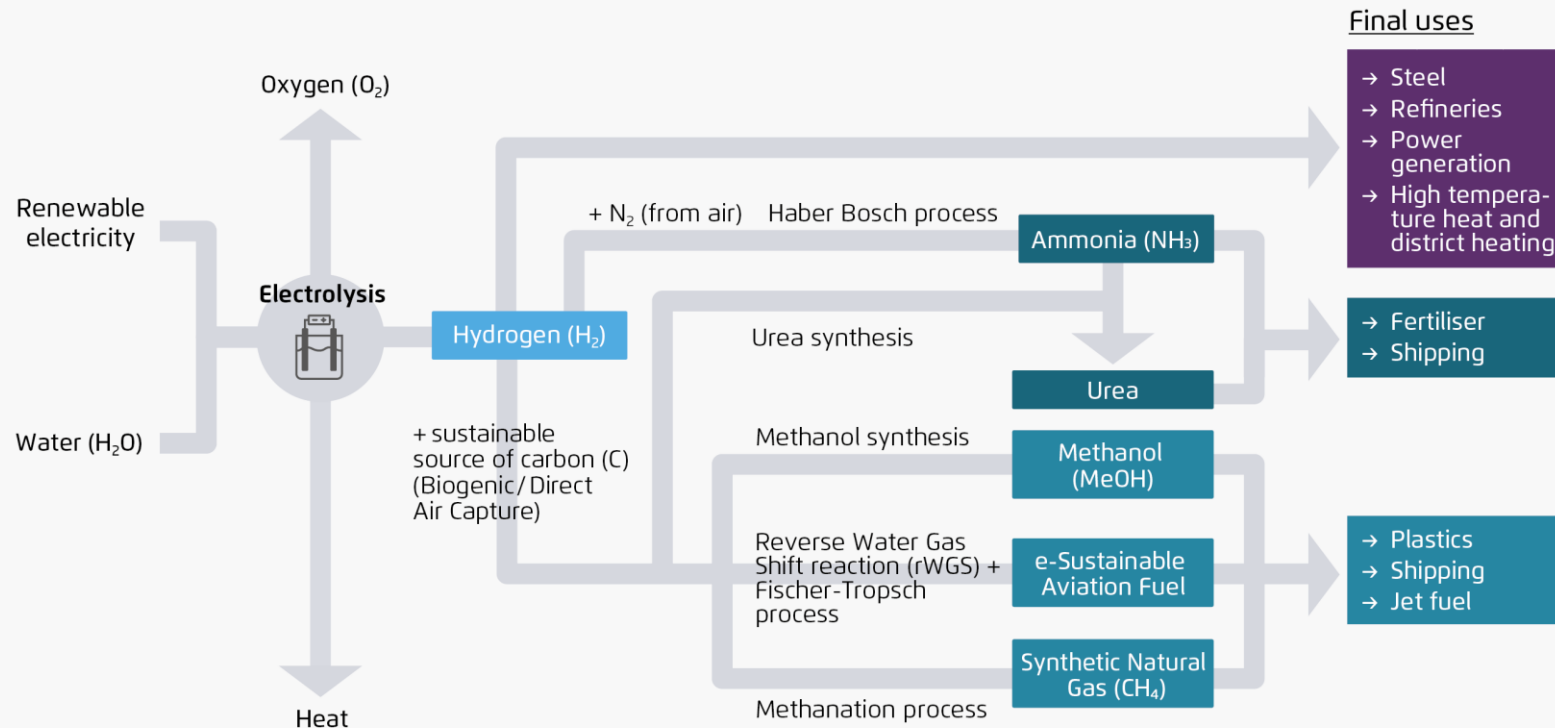 Final uses
→ Steel
→ Refineries
→ Power
generation
→ High tempera-
ture heat and
district heating
Oxygen (O₂)
Renewable
electricity
+ N₂ (from air)
Haber Bosch process
Ammonia (NH₃)
Electrolysis
Hydrogen (H₂)
Urea synthesis
→ Fertiliser
→ Shipping
Urea
Water (H₂O)
+ sustainable
source of carbon (C)
(Biogenic/Direct
Air Capture)
Methanol synthesis
Methanol
(MeOH)
Reverse Water Gas
Shift reaction (rWGS) +
Fischer-Tropsch
process
e-Sustainable
Aviation Fuel
→ Plastics
→ Shipping
→ Jet fuel
Synthetic Natural
Gas (CH₄)
Methanation process
Heat